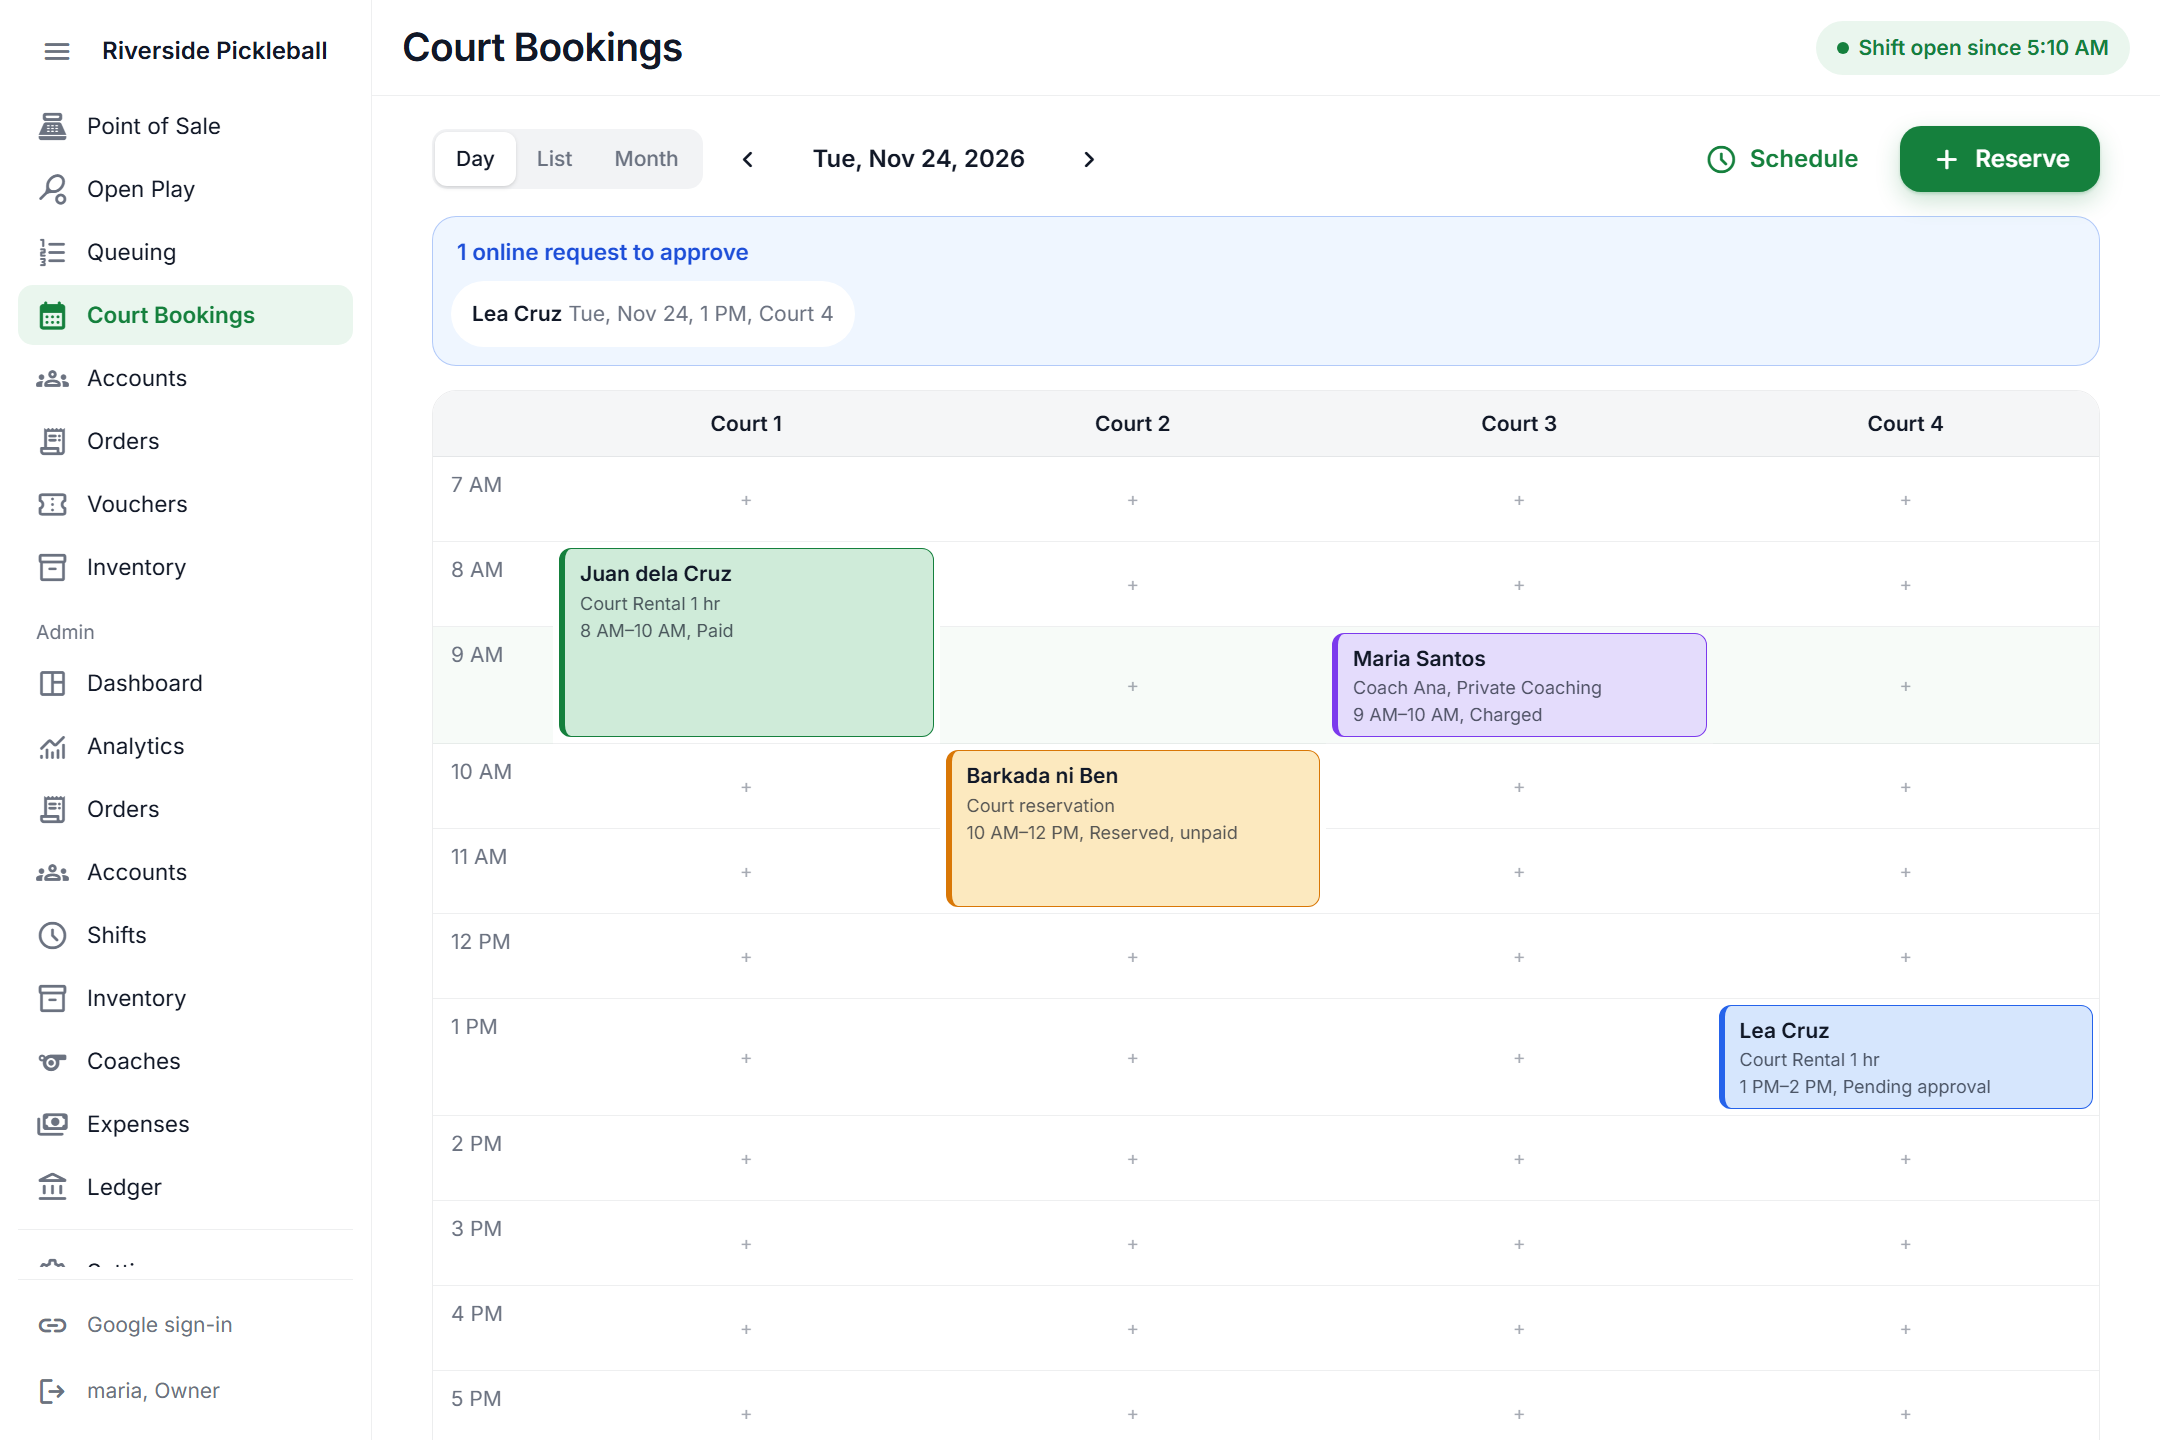 Riverside Pickleball
Point of Sale
Open Play
Queuing
Court Bookings
Accounts
Orders
Vouchers
Inventory
Admin
Dashboard
Analytics
Orders
Accounts
Shifts
Inventory
Coaches
Expenses
Ledger
Google sign-in
maria, Owner
Court Bookings
Shift open since 5:10 AM
Day List Month
Tue, Nov 24, 2026
Schedule
+ Reserve
1 online request to approve
Lea Cruz Tue, Nov 24, 1 PM, Court 4
Court 1 Court 2 Court 3 Court 4
7 AM
+ + + +
8 AM
Juan dela Cruz
Court Rental 1 hr
8 AM–10 AM, Paid
+ + +
9 AM
+
Maria Santos
Coach Ana, Private Coaching
9 AM–10 AM, Charged
+
10 AM
+
Barkada ni Ben
Court reservation
10 AM–12 PM, Reserved, unpaid
+ +
11 AM
+ + +
12 PM
+ + + +
1 PM
+ + +
Lea Cruz
Court Rental 1 hr
1 PM–2 PM, Pending approval
2 PM
+ + + +
3 PM
+ + + +
4 PM
+ + + +
5 PM
+ + + +